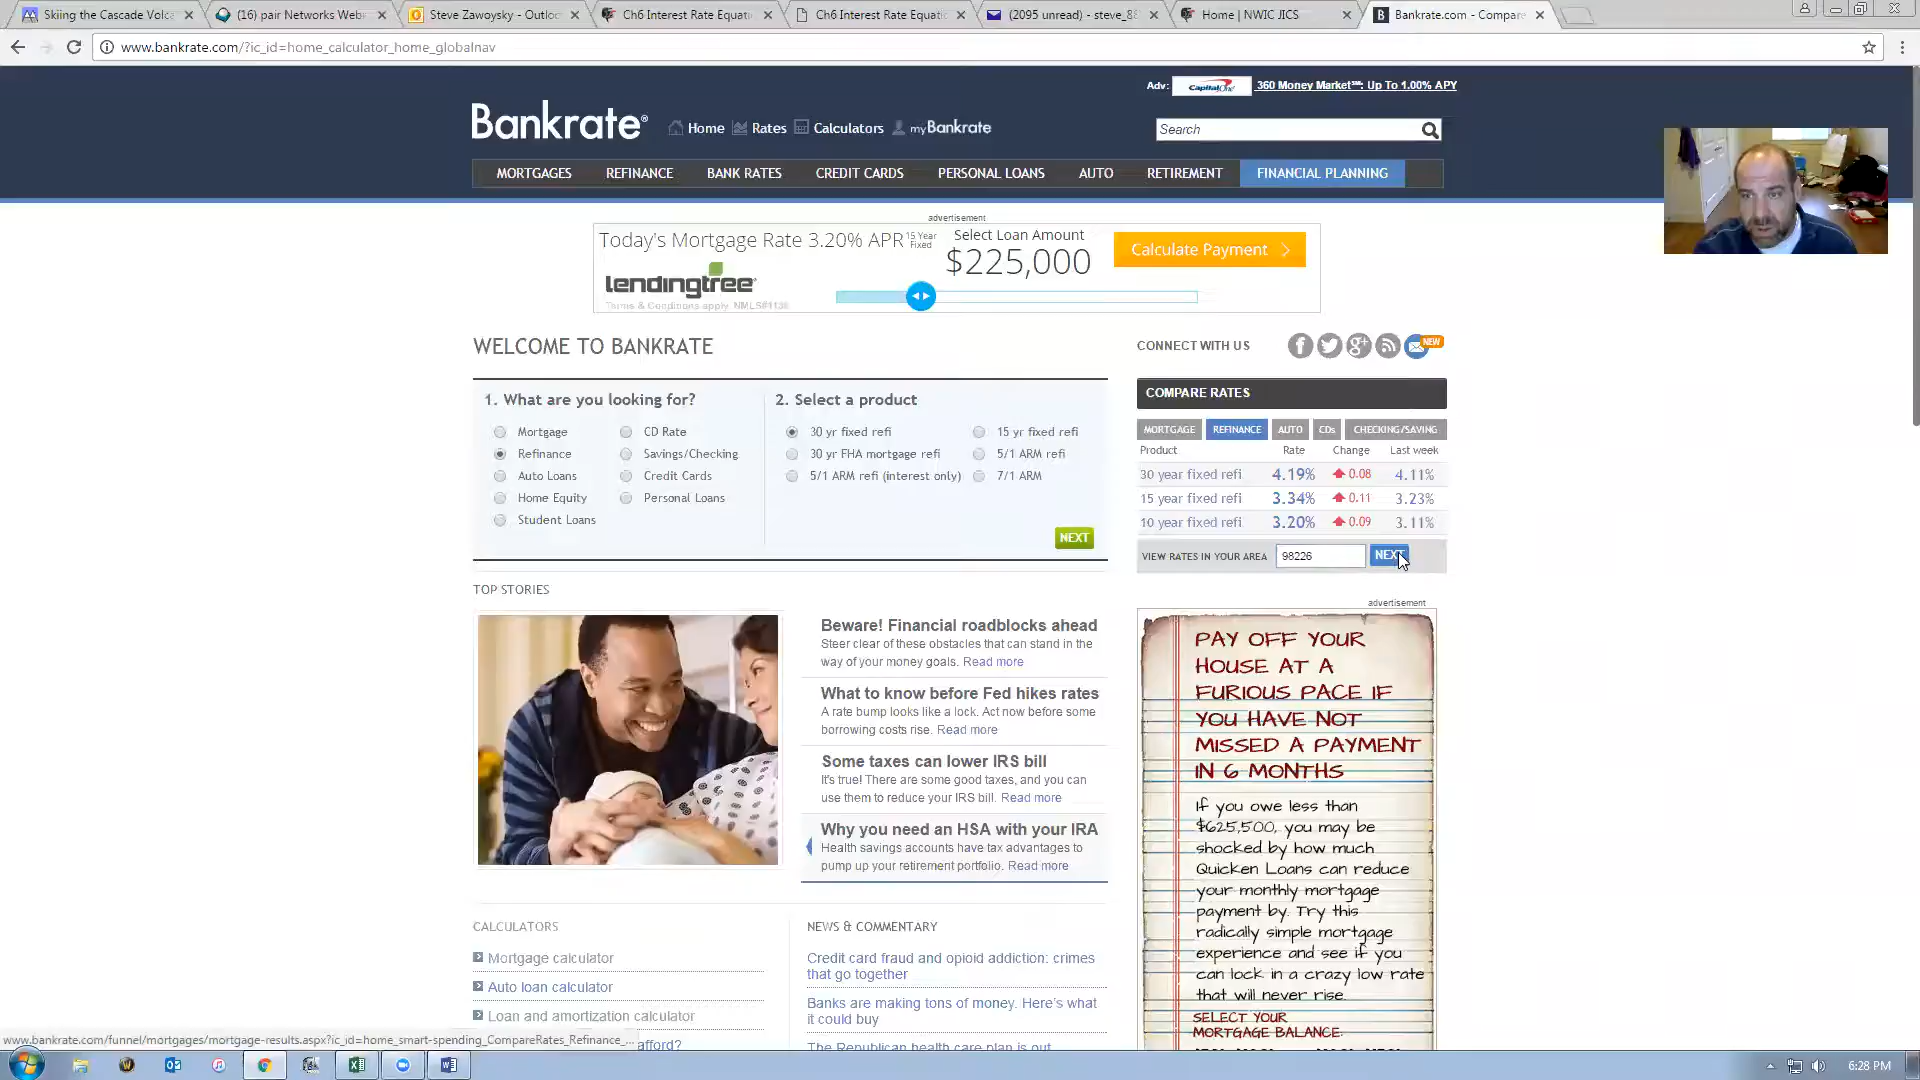 Skiing the Cascade Volca
(16) pair Networks Web
Steve Zawoysky - Outloo
Ch6 Interest Rate Equati
Ch6 Interest Rate Equati
(2095 unread) - steve_88
Home | NWIC JICS
Bankrate.com - Compare
www.bankrate.com/?ic_id=home_calculator_home_globalnav
Adv: Capital One 360 Money Market℠: Up To 1.00% APY
Bankrate®
Home Rates Calculators myBankrate
Search
MORTGAGES REFINANCE BANK RATES CREDIT CARDS PERSONAL LOANS AUTO RETIREMENT FINANCIAL PLANNING
advertisement
Today's Mortgage Rate 3.20% APR 15 Year Fixed
Select Loan Amount
$225,000
Calculate Payment
lendingtree
Terms & Conditions apply. NMLS#1136
WELCOME TO BANKRATE
CONNECT WITH US
NEW
1. What are you looking for?
Mortgage CD Rate
Refinance Savings/Checking
Auto Loans Credit Cards
Home Equity Personal Loans
Student Loans
2. Select a product
30 yr fixed refi 15 yr fixed refi
30 yr FHA mortgage refi 5/1 ARM refi
5/1 ARM refi (interest only) 7/1 ARM
NEXT
COMPARE RATES
MORTGAGE REFINANCE AUTO CDs CHECKING/SAVING
Product Rate Change Last week
30 year fixed refi 4.19% 0.08 4.11%
15 year fixed refi 3.34% 0.11 3.23%
10 year fixed refi 3.20% 0.09 3.11%
VIEW RATES IN YOUR AREA 98226 NEXT
TOP STORIES
Beware! Financial roadblocks ahead
Steer clear of these obstacles that can stand in the
way of your money goals. Read more
What to know before Fed hikes rates
A rate bump looks like a lock. Act now before some
borrowing costs rise. Read more
Some taxes can lower IRS bill
It's true! There are some good taxes, and you can
use them to reduce your IRS bill. Read more
Why you need an HSA with your IRA
Health savings accounts have tax advantages to
pump up your retirement portfolio. Read more
advertisement
PAY OFF YOUR
HOUSE AT A
FURIOUS PACE IF
YOU HAVE NOT
MISSED A PAYMENT
IN 6 MONTHS
If you owe less than
$625,500, you may be
shocked by how much
Quicken Loans can reduce
your monthly mortgage
payment by. Try this
radically simple mortgage
experience and see if you
can lock in a crazy low rate
that will never rise.
SELECT YOUR
MORTGAGE BALANCE:
CALCULATORS
Mortgage calculator
Auto loan calculator
Loan and amortization calculator
afford?
NEWS & COMMENTARY
Credit card fraud and opioid addiction: crimes
that go together
Banks are making tons of money. Here's what
it could buy
The Republican health care plan is out.
www.bankrate.com/funnel/mortgages/mortgage-results.aspx?ic_id=home_smart-spending_CompareRates_Refinance_...
6:28 PM